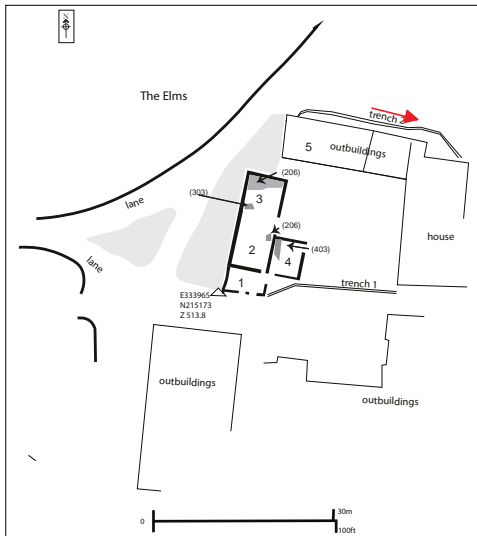 N
The Elms
trench 2
5
outbuildings
(206)
(303)
3
lane
(206)
house
2
(403)
4
lane
1
trench 1
E333965
N215173
Z 513.8
outbuildings
outbuildings
30m
0
100ft